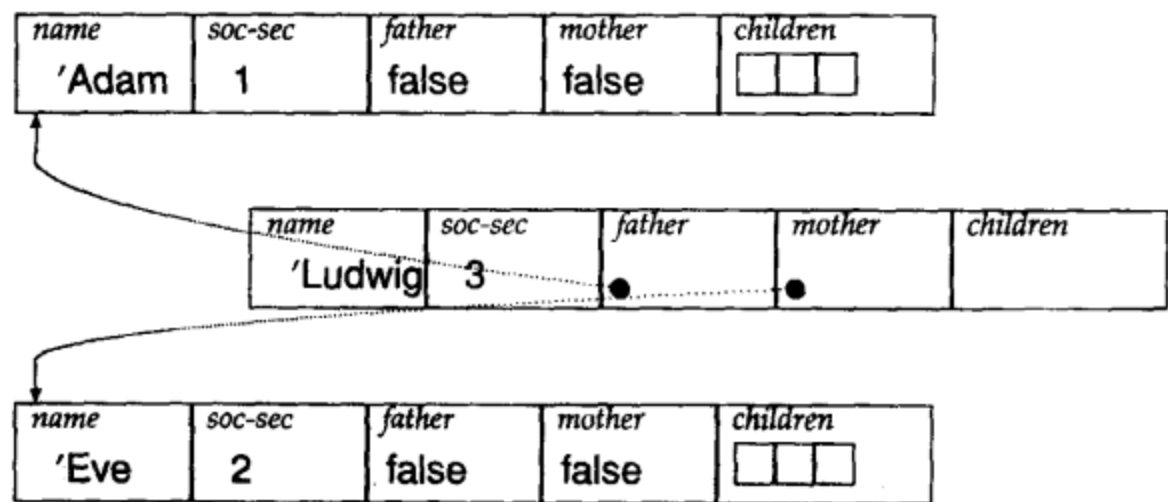 name soc-sec father mother children
'Adam 1 false false
name soc-sec father mother children
'Ludwig 3
name soc-sec father mother children
'Eve 2 false false